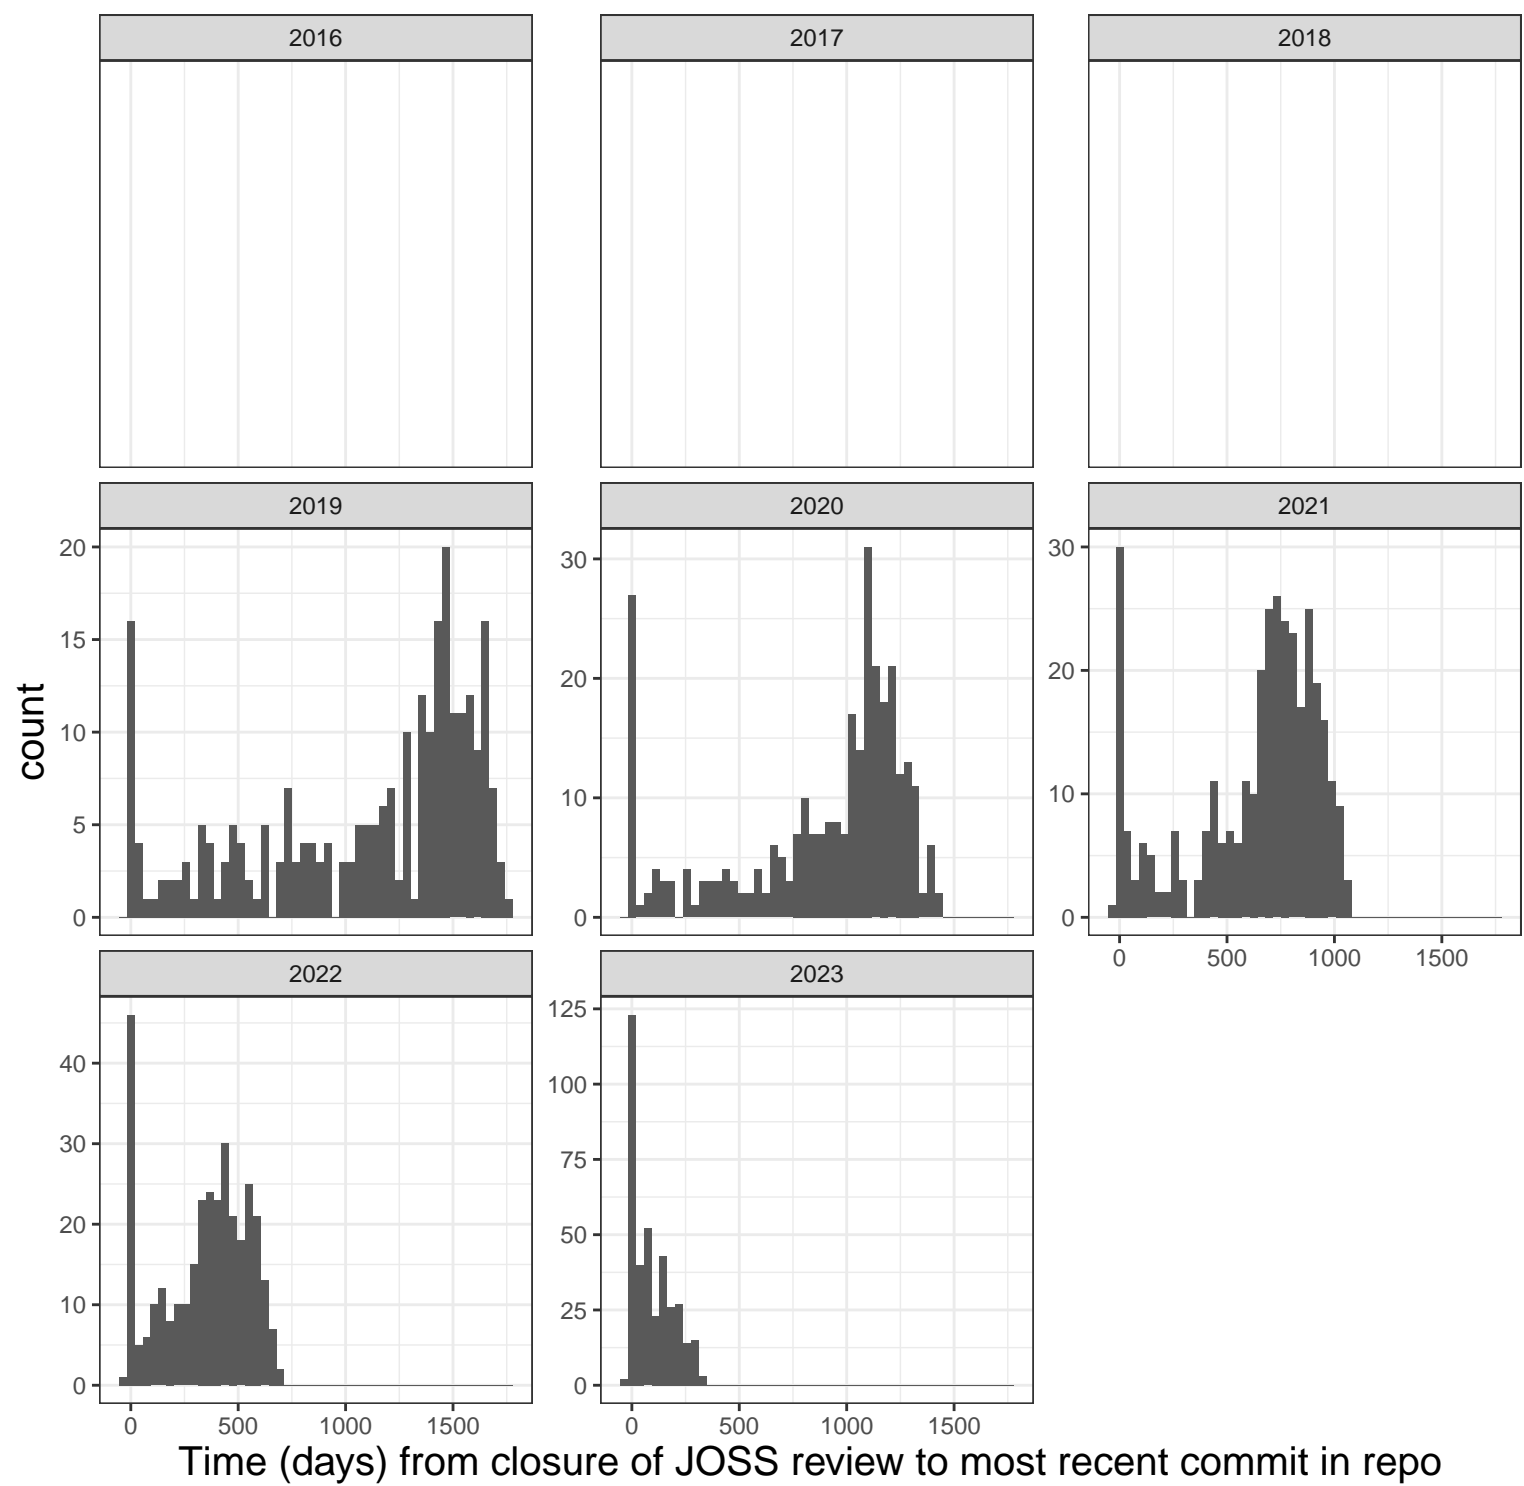 2016 2017 2018
2019 2020 2021
20 15 10 5 0
30 20 10 0
30 20 10 0
0 500 1000 1500
count
2022 2023
40 30 20 10 0
125 100 75 50 25 0
0 500 1000 1500
0 500 1000 1500
Time (days) from closure of JOSS review to most recent commit in repo